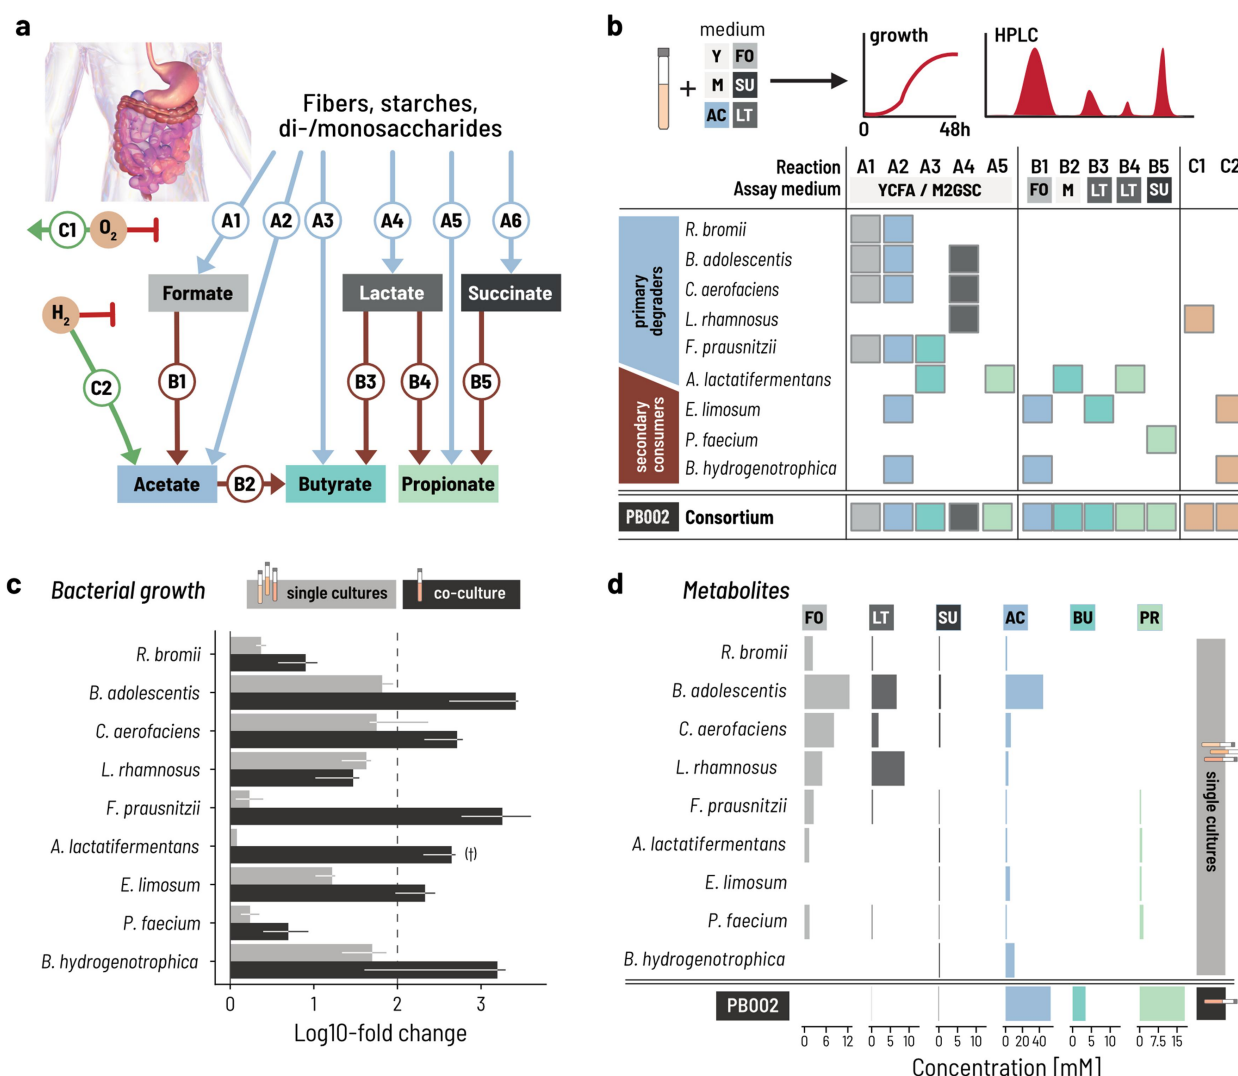 a
Fibers, starches,
di-/monosaccharides
C1 O2
A1 A2 A3 A4 A5 A6
Formate Lactate Succinate
H2
C2 B1 B3 B4 B5
Acetate B2 Butyrate Propionate
b
medium
Y FO
M SU
AC LT
+
growth
0 48h
HPLC
Reaction A1 A2 A3 A4 A5 B1 B2 B3 B4 B5 C1 C2
Assay medium YCFA / M2GSC FO M LT LT SU
primary
degraders
secondary
consumers
R. bromii
B. adolescentis
C. aerofaciens
L. rhamnosus
F. prausnitzii
A. lactatifermentans
E. limosum
P. faecium
B. hydrogenotrophica
PB002 Consortium
c Bacterial growth
single cultures co-culture
R. bromii
B. adolescentis
C. aerofaciens
L. rhamnosus
F. prausnitzii
A. lactatifermentans (†)
E. limosum
P. faecium
B. hydrogenotrophica
0 1 2 3
Log10-fold change
d Metabolites
FO LT SU AC BU PR
R. bromii
B. adolescentis
C. aerofaciens
L. rhamnosus
F. prausnitzii
A. lactatifermentans
E. limosum
P. faecium
B. hydrogenotrophica
single cultures
PB002
0 6 12 0 5 10 0 5 10 0 20 40 0 5 10 0 7.5 15
Concentration [mM]